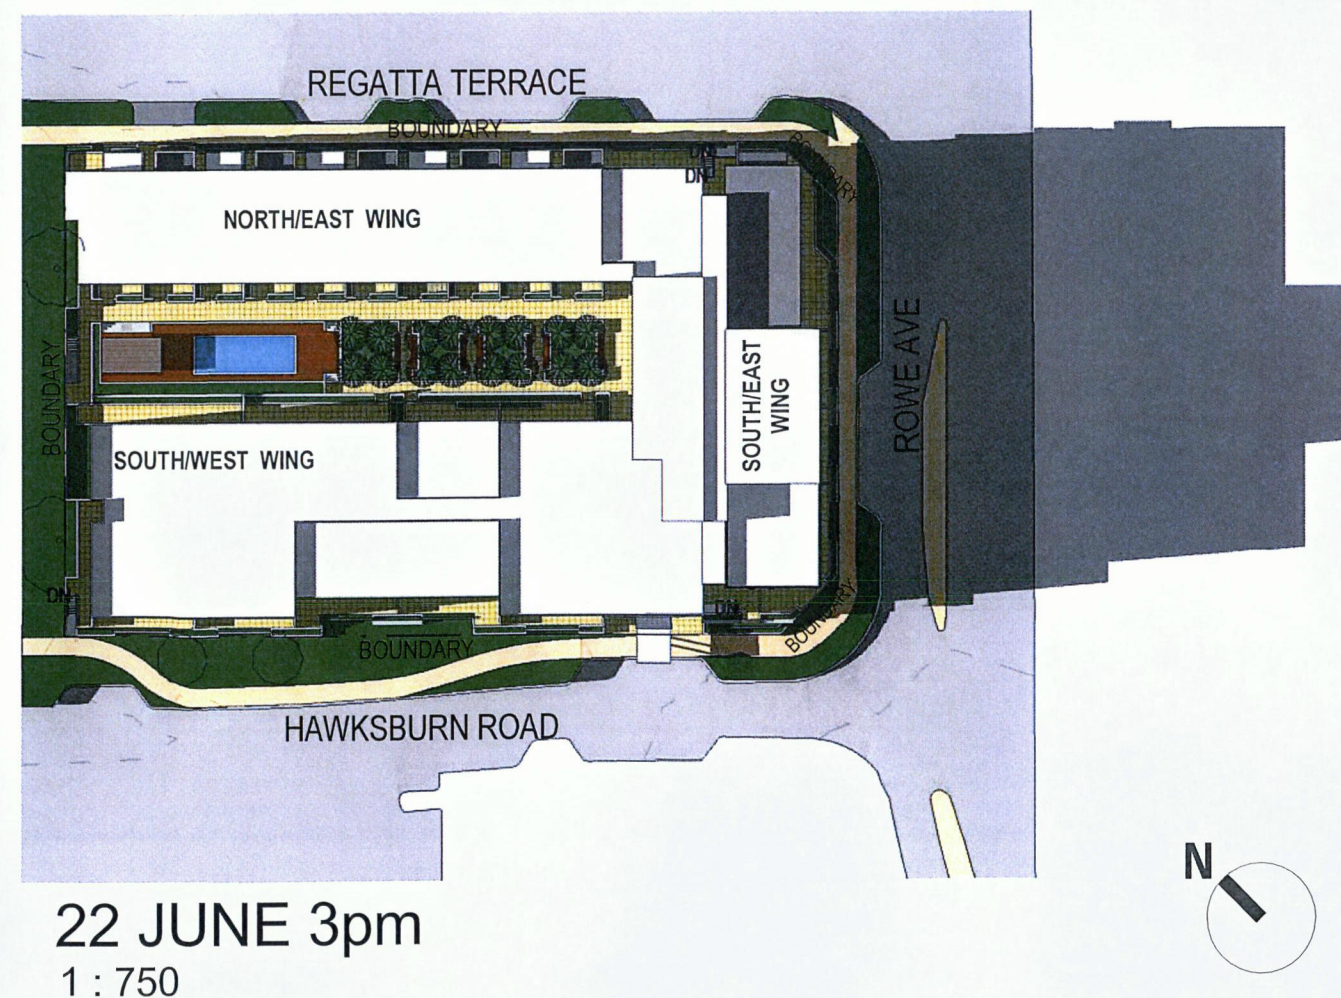 REGATTA TERRACE
BOUNDARY
BOUNDARY
DN
DN
NORTH/EAST WING
ROWE AVE
SOUTH/EAST
WING
BOUNDARY
SOUTH/WEST WING
DN
DN
BOUNDARY
BOUNDARY
HAWKSBURN ROAD
N
22 JUNE 3pm
1 : 750